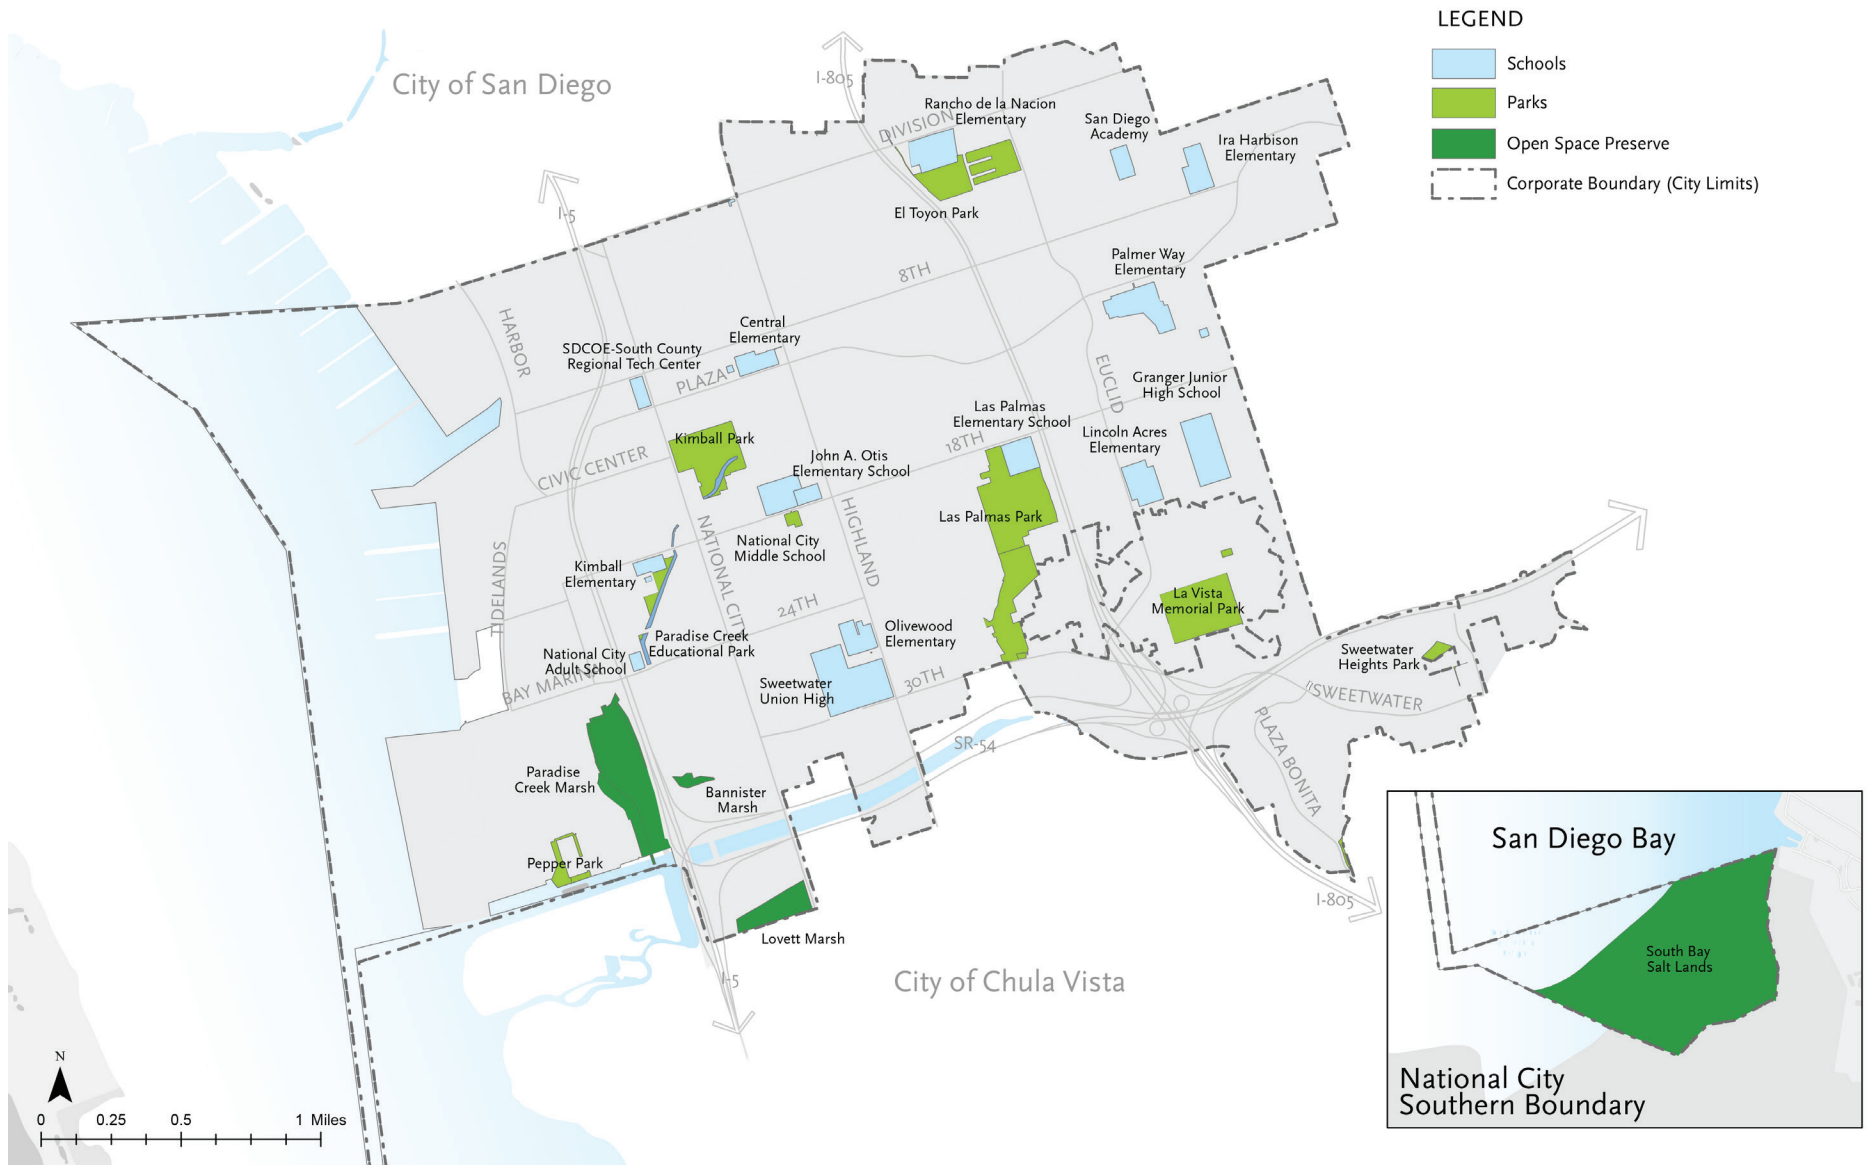 LEGEND
Schools
Parks
Open Space Preserve
Corporate Boundary (City Limits)
City of San Diego
I-805
DIVISION
Rancho de la Nacion
Elementary
San Diego
Academy
Ira Harbison
Elementary
El Toyon Park
I-5
8TH
Palmer Way
Elementary
HARBOR
Central
Elementary
SDCOE-South County
Regional Tech Center
PLAZA
EUCLID
Granger Junior
High School
Las Palmas
Elementary School
Lincoln Acres
Elementary
18TH
Kimball Park
CIVIC CENTER
John A. Otis
Elementary School
HIGHLAND
Las Palmas Park
National City
Middle School
NATIONAL CITY
TIDELANDS
Kimball
Elementary
24TH
La Vista
Memorial Park
Olivewood
Elementary
Paradise Creek
Educational Park
National City
Adult School
BAY MARINA
Sweetwater
Union High
30TH
Sweetwater
Heights Park
SWEETWATER
PLAZA BONITA
SR-54
Paradise
Creek Marsh
Bannister
Marsh
Pepper Park
I-805
Lovett Marsh
I-5
City of Chula Vista
San Diego Bay
South Bay
Salt Lands
National City
Southern Boundary
N
0 0.25 0.5 1 Miles